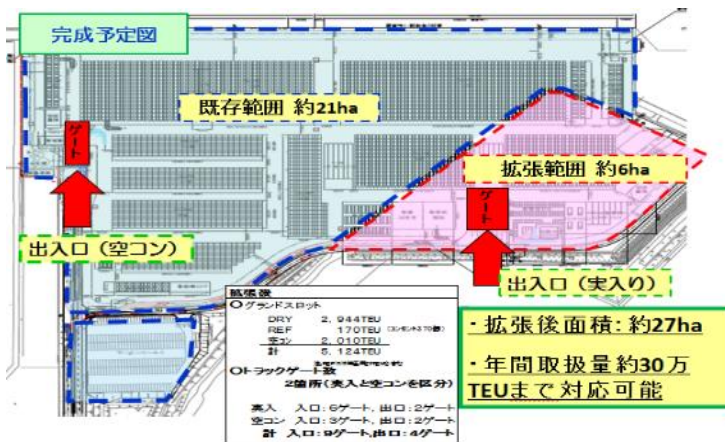 完成予定図
既存範囲 約21ha
ゲート
出入口（空コン）
拡張範囲 約6ha
ゲート
出入口（実入り）
拡張後
○グランドスロット
DRY 2,944TEU
REF 170TEU
空コン 2,010TEU
計 5,124TEU
○トラックゲート数
2箇所（実入と空コンを区分）
実入 入口：6ゲート，出口：2ゲート
空コン 入口：3ゲート，出口：2ゲート
計 入口：9ゲート，出口：4ゲート
・拡張後面積：約27ha
・年間取扱量約30万
TEUまで対応可能